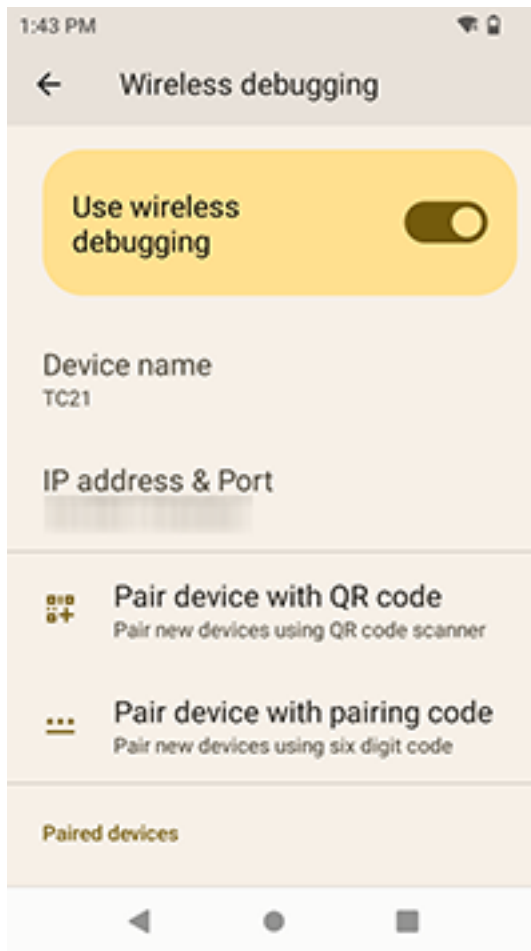 1:43 PM
Wireless debugging
Use wireless
debugging
Device name
TC21
IP address & Port
Pair device with QR code
Pair new devices using QR code scanner
Pair device with pairing code
Pair new devices using six digit code
Paired devices